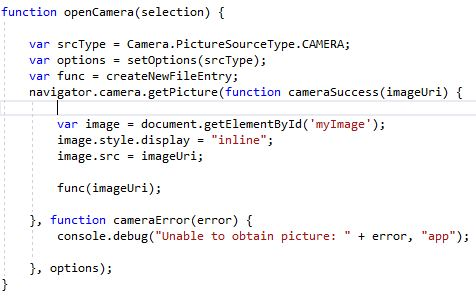 function openCamera(selection) {

    var srcType = Camera.PictureSourceType.CAMERA;
    var options = setOptions(srcType);
    var func = createNewFileEntry;
    navigator.camera.getPicture(function cameraSuccess(imageUri) {

        var image = document.getElementById('myImage');
        image.style.display = "inline";
        image.src = imageUri;

        func(imageUri);

    }, function cameraError(error) {
        console.debug("Unable to obtain picture: " + error, "app");

    }, options);
}